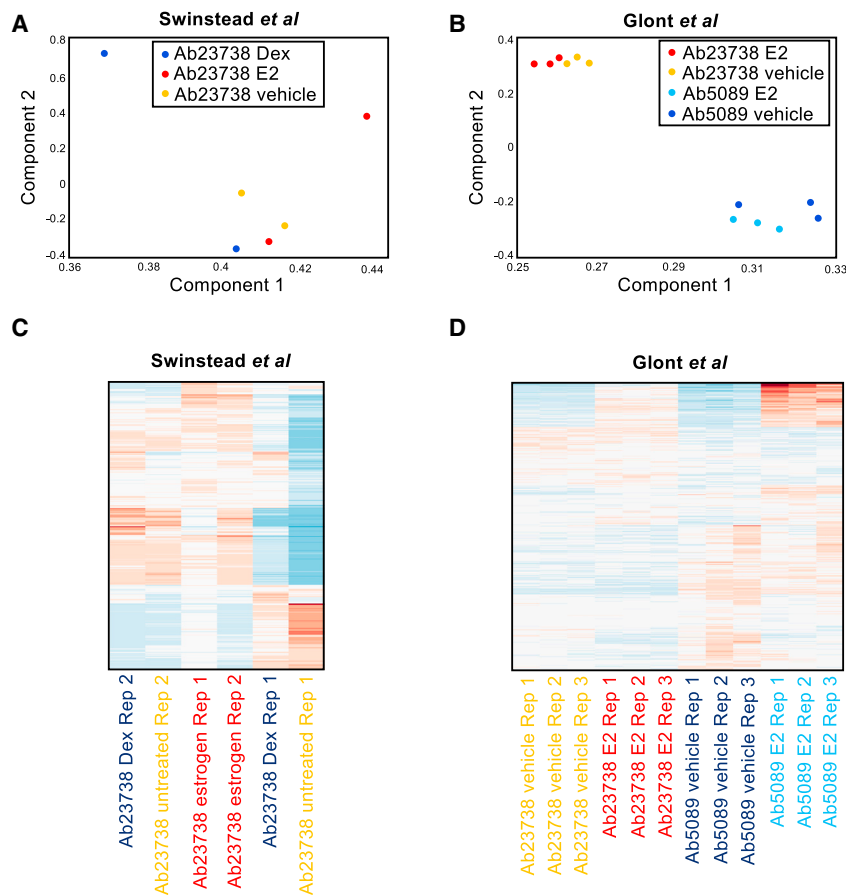 A
Swinstead et al
Ab23738 Dex
Ab23738 E2
Ab23738 vehicle
0.8
0.6
0.4
0.2
0
-0.2
-0.4
Component 2
0.36
0.38
0.4
0.42
0.44
Component 1
B
Glont et al
Ab23738 E2
Ab23738 vehicle
Ab5089 E2
Ab5089 vehicle
0.4
0.2
0
-0.2
-0.4
Component 2
0.25
0.27
0.29
0.31
0.33
Component 1
C
Swinstead et al
Ab23738 Dex Rep 2
Ab23738 untreated Rep 2
Ab23738 estrogen Rep 1
Ab23738 estrogen Rep 2
Ab23738 Dex Rep 1
Ab23738 untreated Rep 1
D
Glont et al
Ab23738 vehicle Rep 1
Ab23738 vehicle Rep 2
Ab23738 vehicle Rep 3
Ab23738 E2 Rep 1
Ab23738 E2 Rep 2
Ab23738 E2 Rep 3
Ab5089 vehicle Rep 1
Ab5089 vehicle Rep 2
Ab5089 vehicle Rep 3
Ab5089 E2 Rep 1
Ab5089 E2 Rep 2
Ab5089 E2 Rep 3